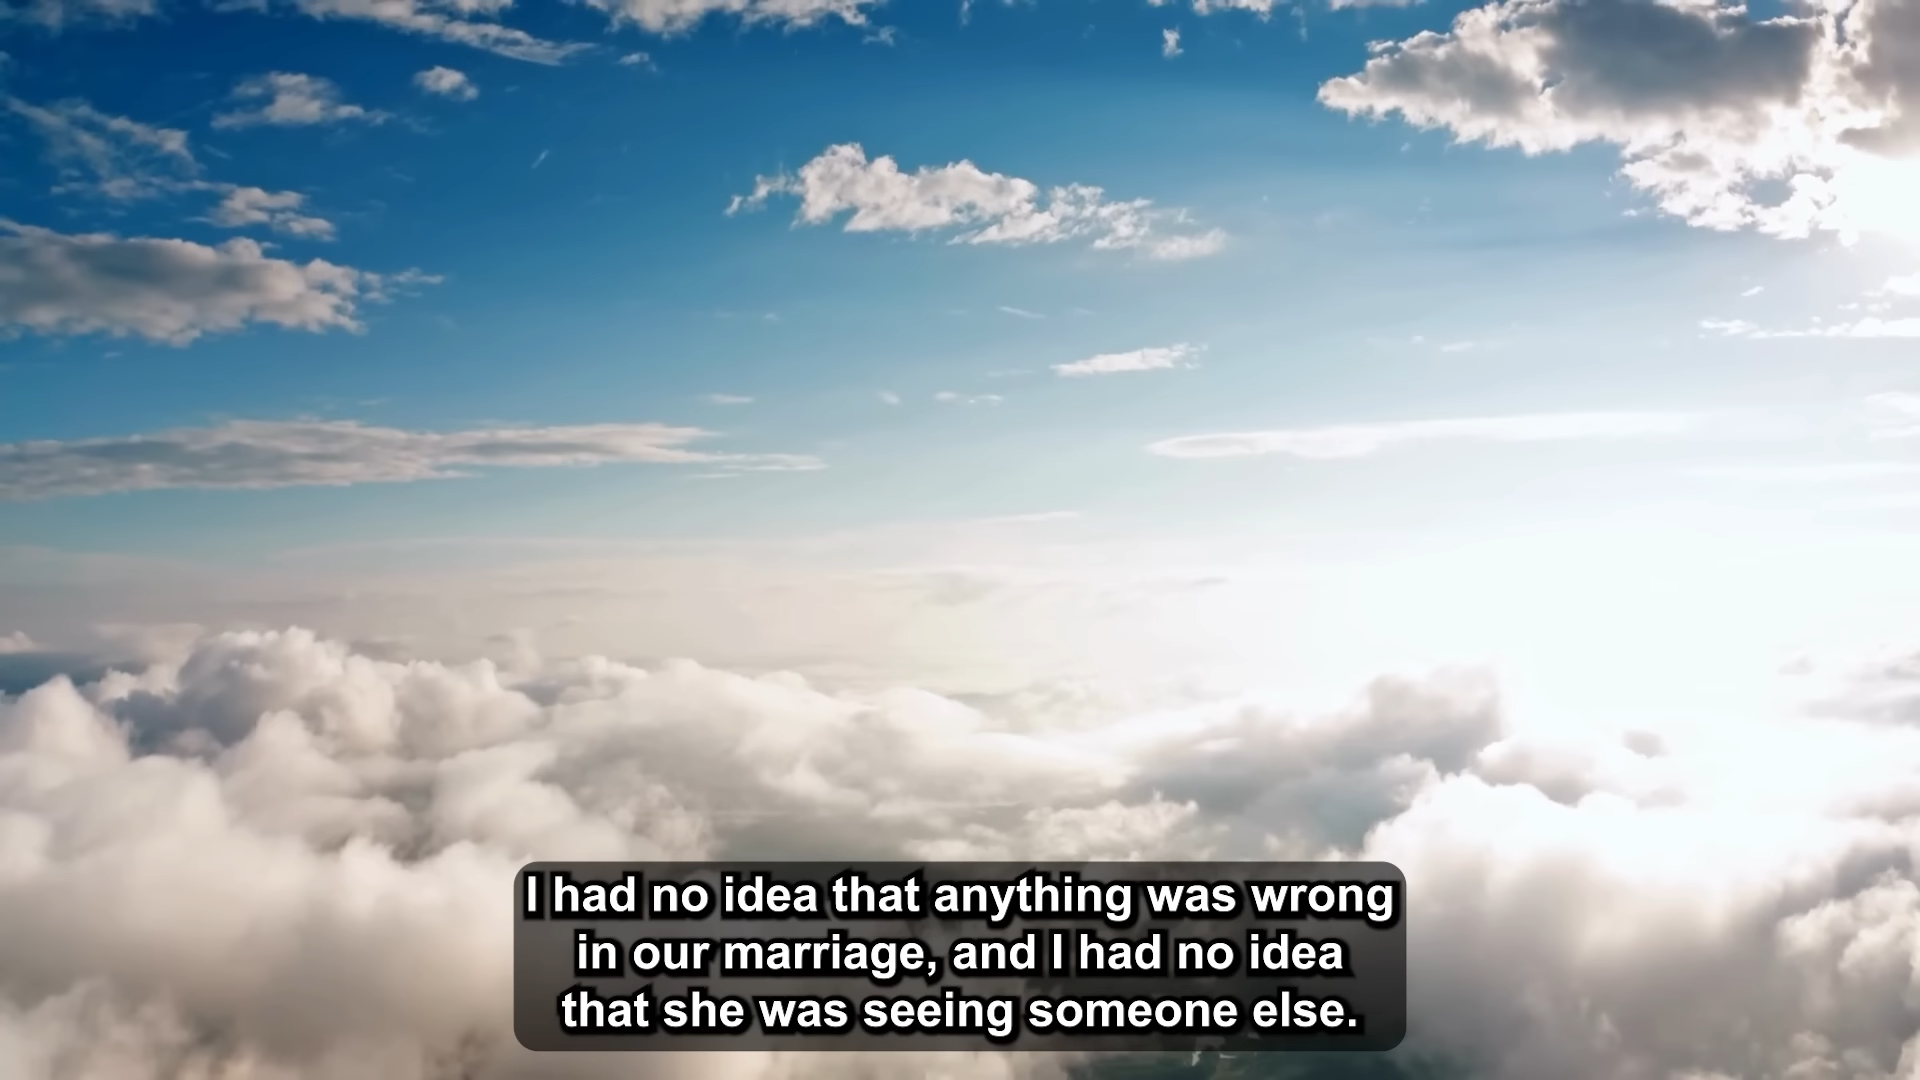 I had no idea that anything was wrong
in our marriage, and I had no idea
that she was seeing someone else.